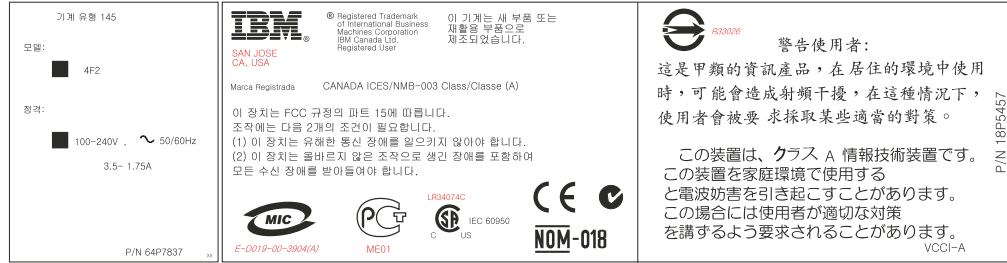 기계 유형 145
모델:
4F2
정격:
100-240V . ~ 50/60Hz
3.5- 1.75A
P/N 64P7837
xx
IBM®
SAN JOSE
CA, USA
® Registered Trademark
of International Business
Machines Corporation
IBM Canada Ltd.
Registered User
이 기계는 새 부품 또는
재활용 부품으로
제조되었습니다.
Marca Registrada
CANADA ICES/NMB-003 Class/Classe (A)
이 장치는 FCC 규정의 파트 15에 따릅니다.
조작에는 다음 2개의 조건이 필요합니다.
(1) 이 장치는 유해한 통신 장애를 일으키지 않아야 합니다.
(2) 이 장치는 올바르지 않은 조작으로 생긴 장애를 포함하여
모든 수신 장애를 받아들여야 합니다.
MIC
E-D019-00-3904(A)
PCT
ME01
LR34074C
SA
C US
IEC 60950
CE
NOM-018
R33026
警告使用者:
這是甲類的資訊產品，在居住的環境中使用
時，可能會造成射頻干擾，在這種情況下，
使用者會被要 求採取某些適當的對策。
この装置は、クラス A 情報技術装置です。
この装置を家庭環境で使用する
と電波妨害を引き起こすことがあります。
この場合には使用者が適切な対策
を講ずるよう要求されることがあります。
VCCI-A
P/N 18P5457